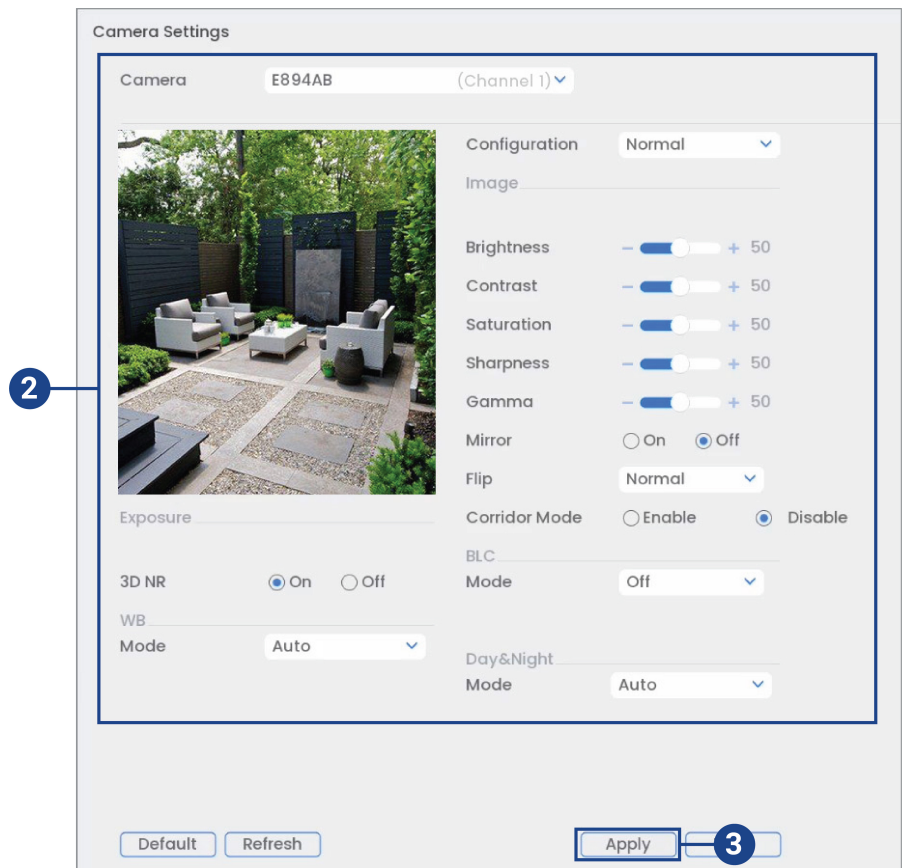 Camera Settings
Camera E894AB (Channel 1)
Configuration Normal
Image
Brightness - + 50
Contrast - + 50
Saturation - + 50
Sharpness - + 50
Gamma - + 50
Mirror On Off
Flip Normal
Corridor Mode Enable Disable
BLC
Mode Off
Day&Night
Mode Auto
Exposure
3D NR On Off
WB
Mode Auto
2
Default Refresh Apply 3